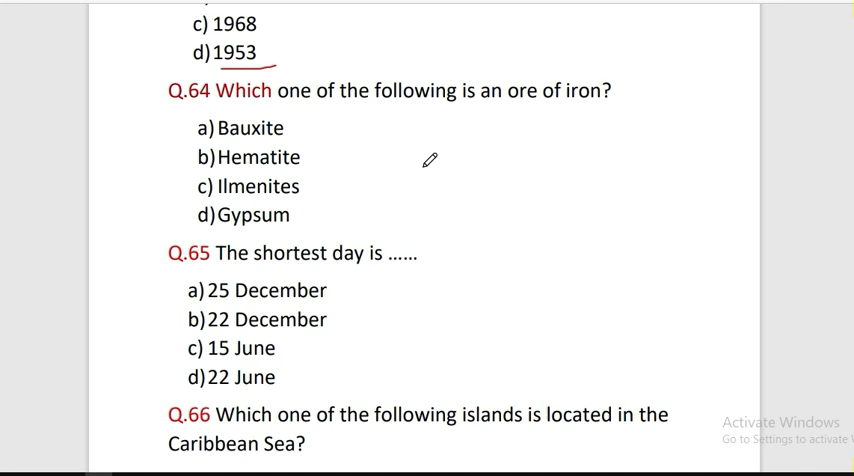 c) 1968
d) 1953
Q.64 Which one of the following is an ore of iron?
a) Bauxite
b) Hematite
c) Ilmenites
d) Gypsum
Q.65 The shortest day is ......
a) 25 December
b) 22 December
c) 15 June
d) 22 June
Q.66 Which one of the following islands is located in the
Caribbean Sea?
Activate Windows
Go to Settings to activate